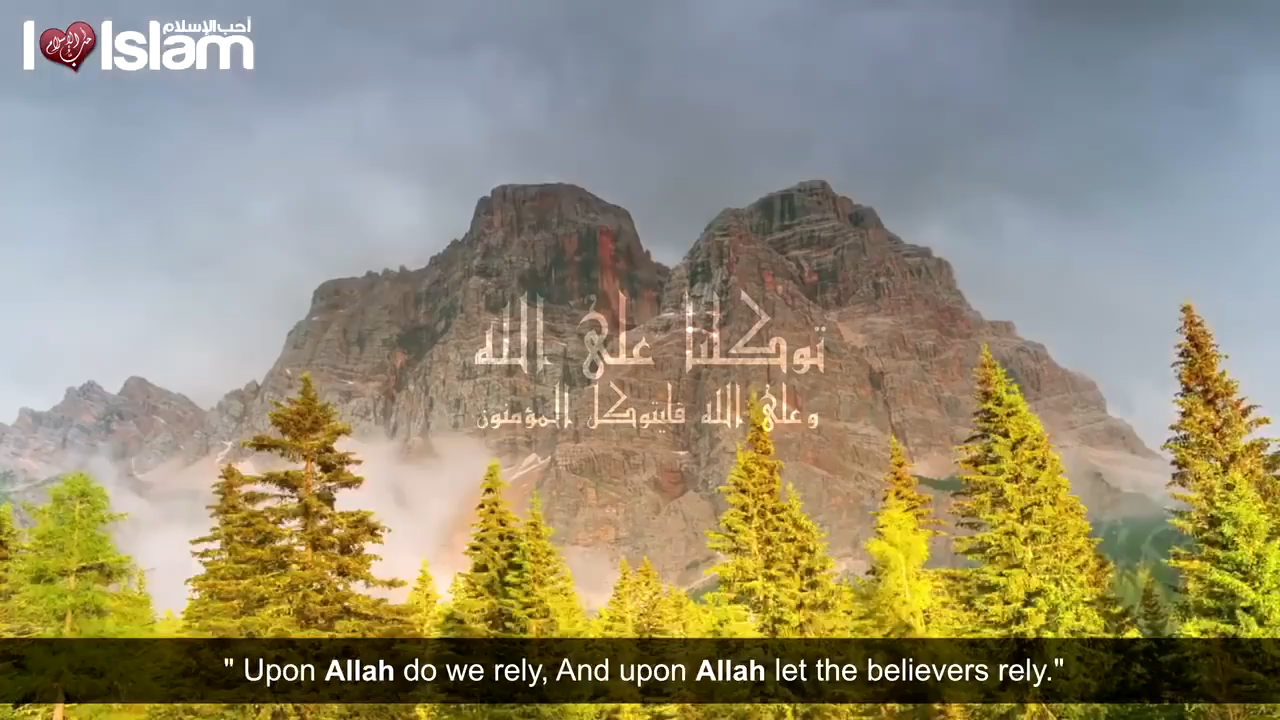 I Islam
أحب الإسلام
توكلنا على الله
وعلى الله فليتوكل المؤمنون
" Upon Allah do we rely, And upon Allah let the believers rely."